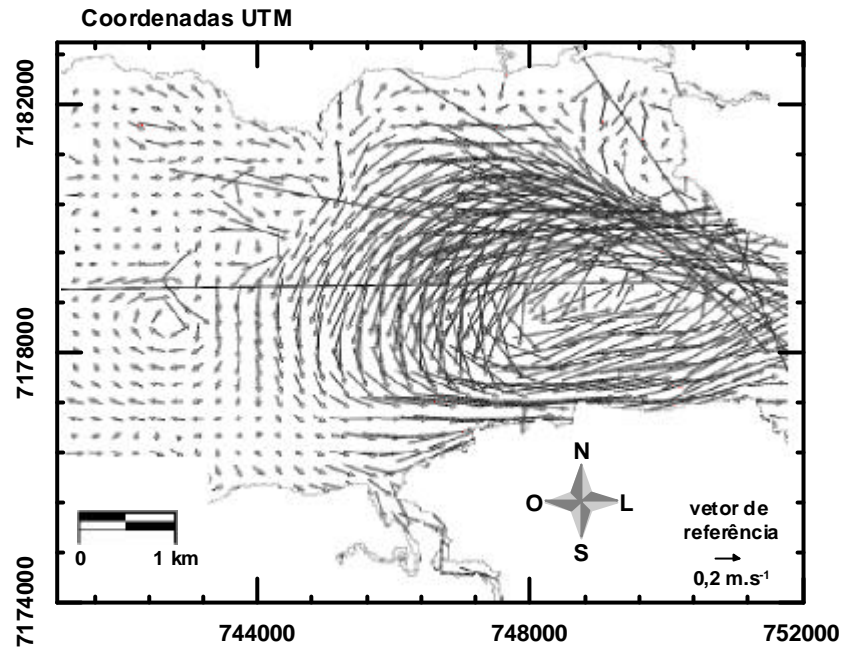 Coordenadas UTM
7182000
7178000
7174000
N
O
L
S
0 1 km
vetor de
referência
0,2 m.s⁻¹
744000 748000 752000